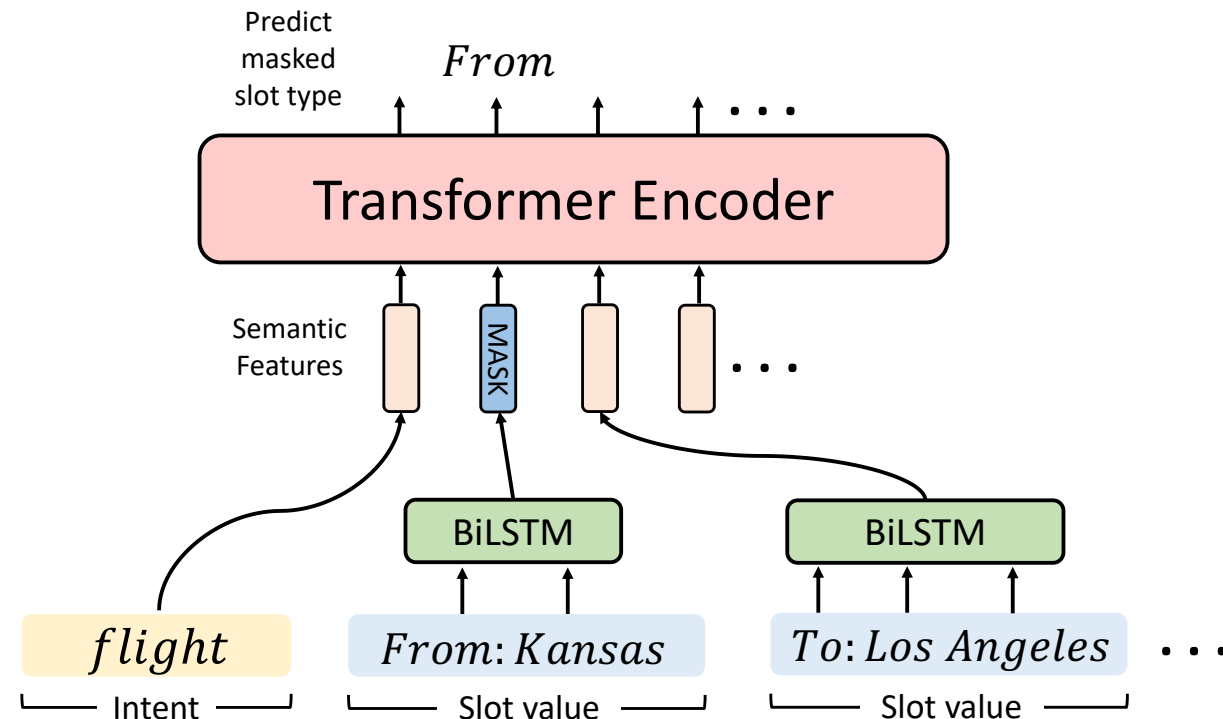 Predict
masked
slot type
From
. . .
Transformer Encoder
Semantic
Features
MASK
. . .
BiLSTM
BiLSTM
flight
From: Kansas
To: Los Angeles
. . .
Intent
Slot value
Slot value